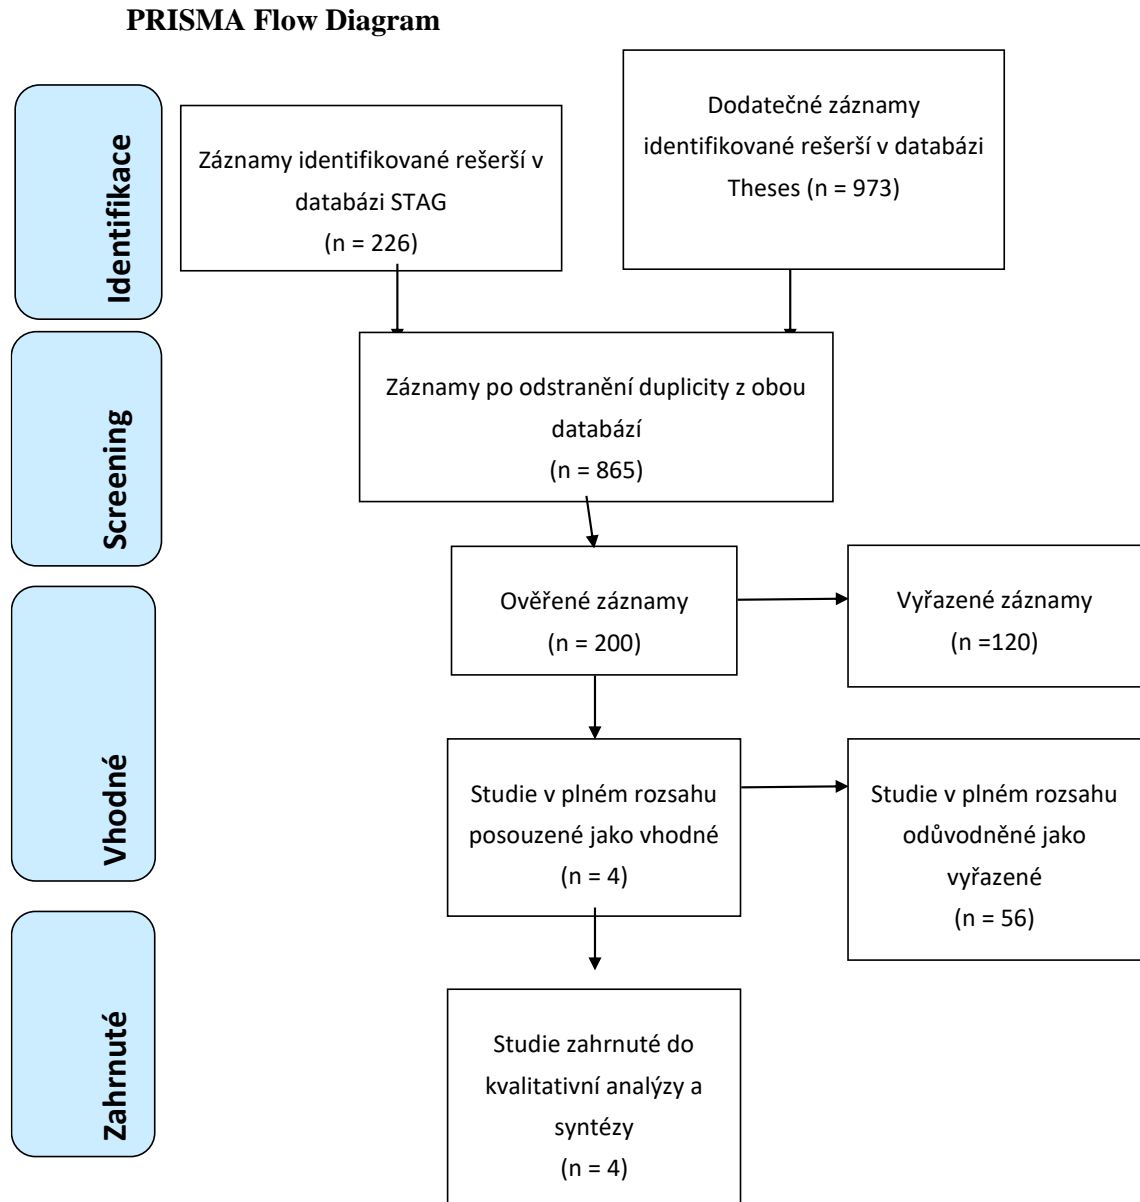 PRISMA Flow Diagram
Identifikace
Záznamy identifikované rešerší v
databázi STAG
(n = 226)
Dodatečné záznamy
identifikované rešerší v databázi
Theses (n = 973)
Screening
Záznamy po odstranění duplicity z obou
databází
(n = 865)
Ověřené záznamy
(n = 200)
Vyřazené záznamy
(n =120)
Vhodné
Studie v plném rozsahu
posouzené jako vhodné
(n = 4)
Studie v plném rozsahu
odůvodněné jako
vyřazené
(n = 56)
Zahrnuté
Studie zahrnuté do
kvalitativní analýzy a
syntézy
(n = 4)